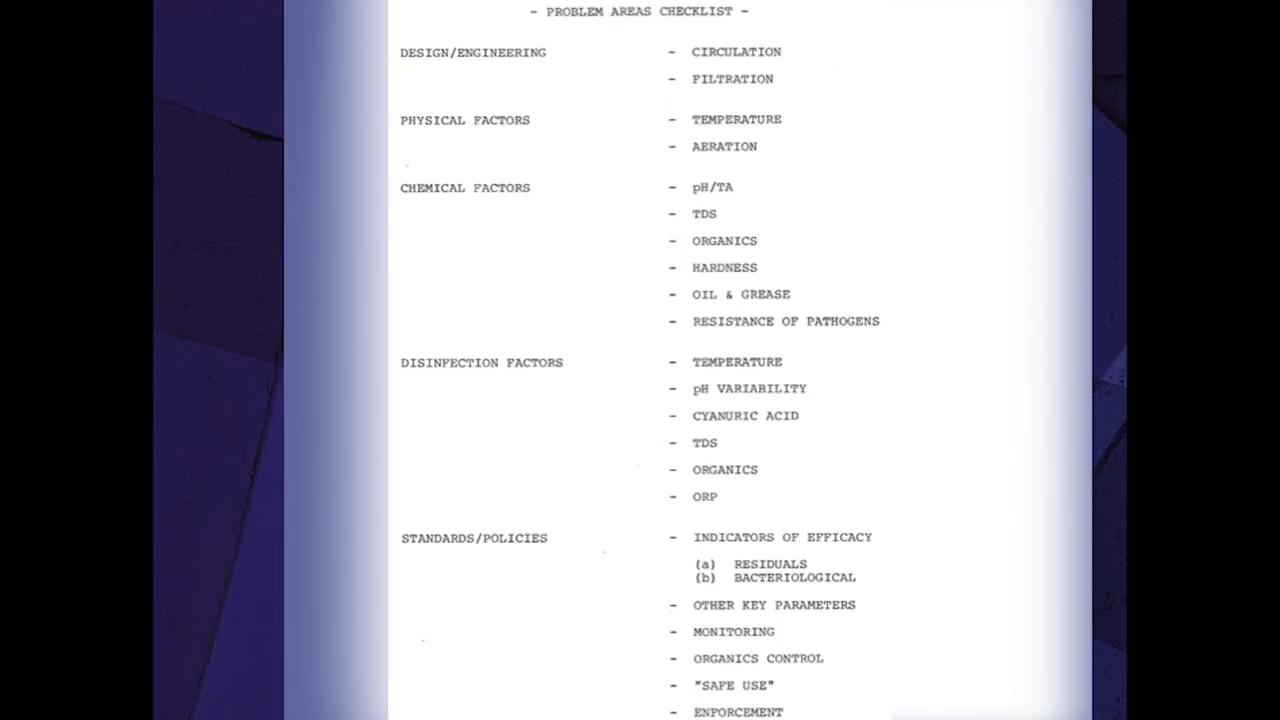 - PROBLEM AREAS CHECKLIST -
DESIGN/ENGINEERING - CIRCULATION
- FILTRATION
PHYSICAL FACTORS - TEMPERATURE
- AERATION
CHEMICAL FACTORS - pH/TA
- TDS
- ORGANICS
- HARDNESS
- OIL & GREASE
- RESISTANCE OF PATHOGENS
DISINFECTION FACTORS - TEMPERATURE
- pH VARIABILITY
- CYANURIC ACID
- TDS
- ORGANICS
- ORP
STANDARDS/POLICIES - INDICATORS OF EFFICACY
(a) RESIDUALS
(b) BACTERIOLOGICAL
- OTHER KEY PARAMETERS
- MONITORING
- ORGANICS CONTROL
- "SAFE USE"
- ENFORCEMENT